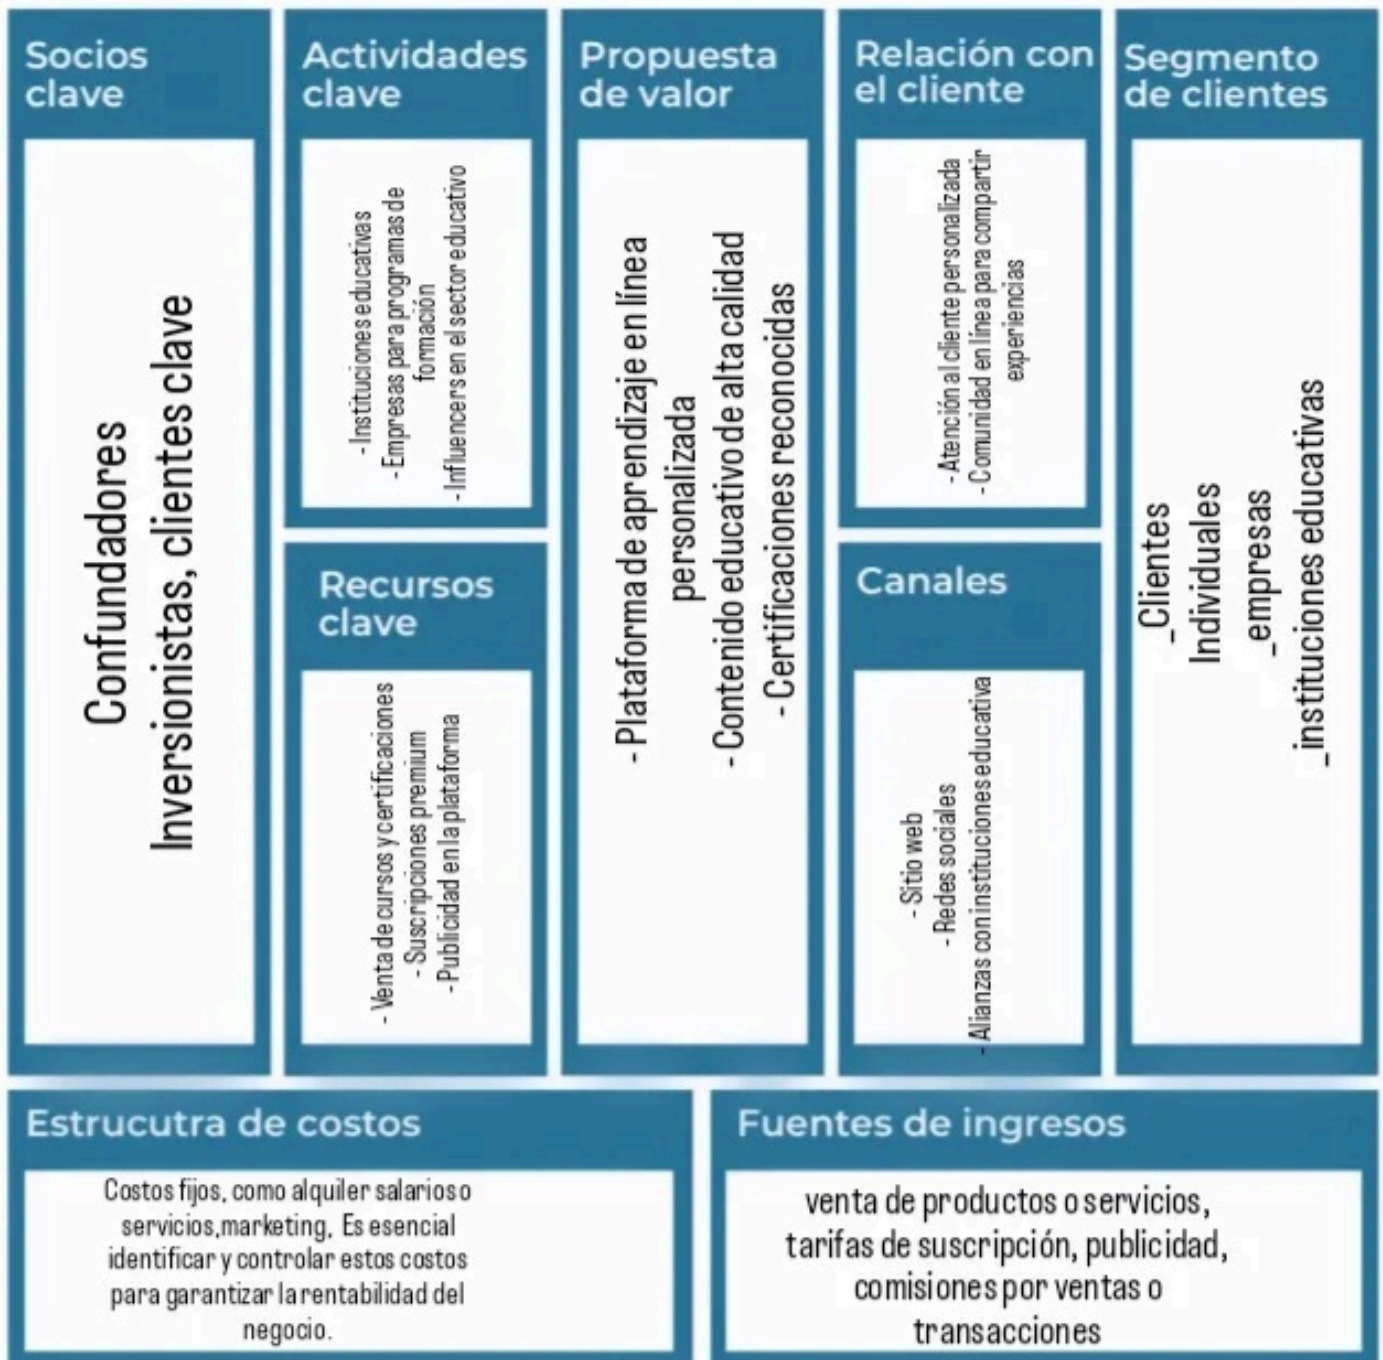 Socios
clave
Confundadores
Inversionistas, clientes clave
Actividades
clave
- Instituciones educativas
- Empresas para programas de
formación
- Influencers en el sector educativo
Recursos
clave
- Venta de cursos y certificaciones
- Suscripciones premium
- Publicidad en la plataforma
Propuesta
de valor
- Plataforma de aprendizaje en línea
personalizada
- Contenido educativo de alta calidad
- Certificaciones reconocidas
Relación con
el cliente
- Atención al cliente personalizada
- Comunidad en línea para compartir
experiencias
Canales
- Sitio web
- Redes sociales
- Alianzas con instituciones educativa
Segmento
de clientes
_Clientes
Individuales
_empresas
_instituciones educativas
Estrucutra de costos
Costos fijos, como alquiler salarios o
servicios,marketing, Es esencial
identificar y controlar estos costos
para garantizar la rentabilidad del
negocio.
Fuentes de ingresos
venta de productos o servicios,
tarifas de suscripción, publicidad,
comisiones por ventas o
transacciones